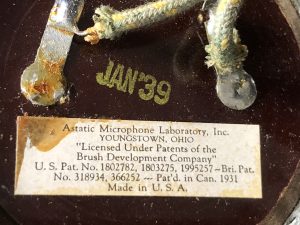 JAN'39
Astatic Microphone Laboratory, Inc.
YOUNGSTOWN, OHIO
"Licensed Under Patents of the
Brush Development Company"
U. S. Pat. No. 1802782, 1803275, 1995257—Bri. Pat.
No. 318934, 366252 — Pat'd. in Can. 1931
Made in U. S. A.